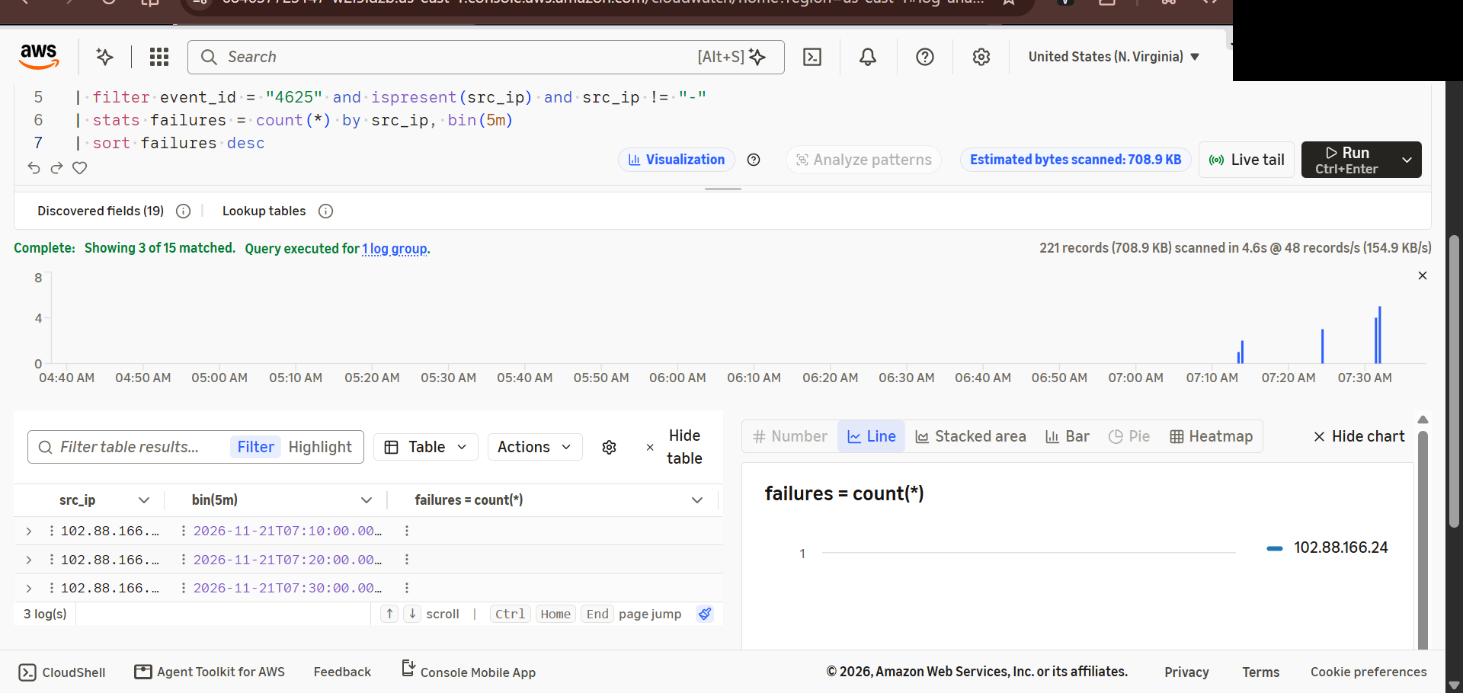 aws
Search [Alt+S]
United States (N. Virginia)
5 | filter event_id = "4625" and ispresent(src_ip) and src_ip != "-"
6 | stats failures = count(*) by src_ip, bin(5m)
7 | sort failures desc
Visualization
Analyze patterns
Estimated bytes scanned: 708.9 KB
Live tail
Run
Ctrl+Enter
Discovered fields (19)
Lookup tables
Complete: Showing 3 of 15 matched. Query executed for 1 log group.
221 records (708.9 KB) scanned in 4.6s @ 48 records/s (154.9 KB/s)
8
4
0
04:40 AM 04:50 AM 05:00 AM 05:10 AM 05:20 AM 05:30 AM 05:40 AM 05:50 AM 06:00 AM 06:10 AM 06:20 AM 06:30 AM 06:40 AM 06:50 AM 07:00 AM 07:10 AM 07:20 AM 07:30 AM
Filter table results... Filter Highlight
Table
Actions
Hide table
# Number Line Stacked area Bar Pie Heatmap
Hide chart
src_ip bin(5m) failures = count(*)
102.88.166.… 2026-11-21T07:10:00.00…
102.88.166.… 2026-11-21T07:20:00.00…
102.88.166.… 2026-11-21T07:30:00.00…
3 log(s)
↑ ↓ scroll | Ctrl Home End page jump
failures = count(*)
1
102.88.166.24
CloudShell Agent Toolkit for AWS Feedback Console Mobile App
© 2026, Amazon Web Services, Inc. or its affiliates. Privacy Terms Cookie preferences